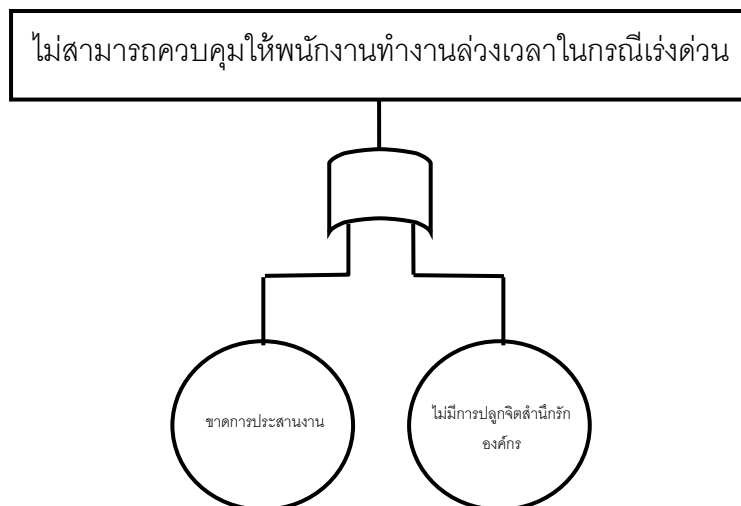 ไม่สามารถควบคุมให้พนักงานทำงานล่วงเวลาในกรณีเร่งด่วน
ขาดการประสานงาน
ไม่มีการปลูกจิตสำนึกรัก
องค์กร